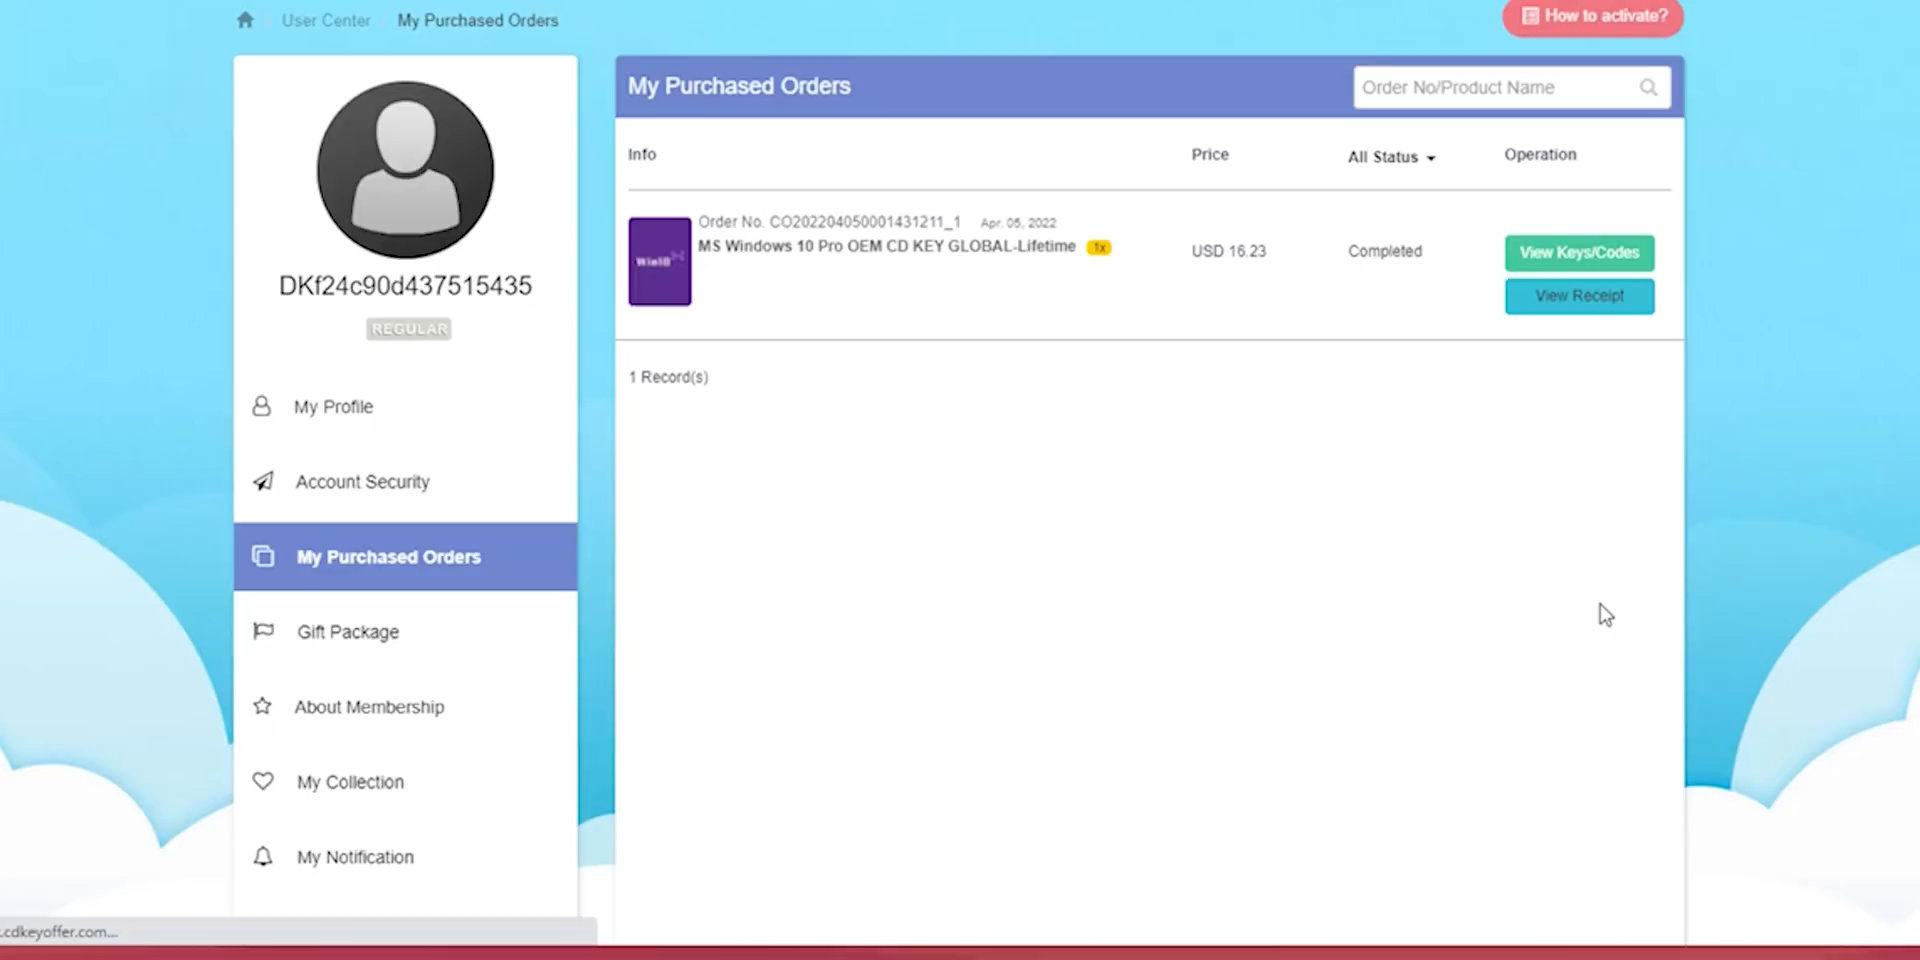 User Center
My Purchased Orders
How to activate?
DKf24c90d437515435
REGULAR
My Profile
Account Security
My Purchased Orders
Gift Package
About Membership
My Collection
My Notification
My Purchased Orders
Order No/Product Name
Info
Price
All Status
Operation
Order No. CO202204050001431211_1
Apr. 05, 2022
MS Windows 10 Pro OEM CD KEY GLOBAL-Lifetime
1x
USD 16.23
Completed
View Keys/Codes
View Receipt
1 Record(s)
.cdkeyoffer.com...